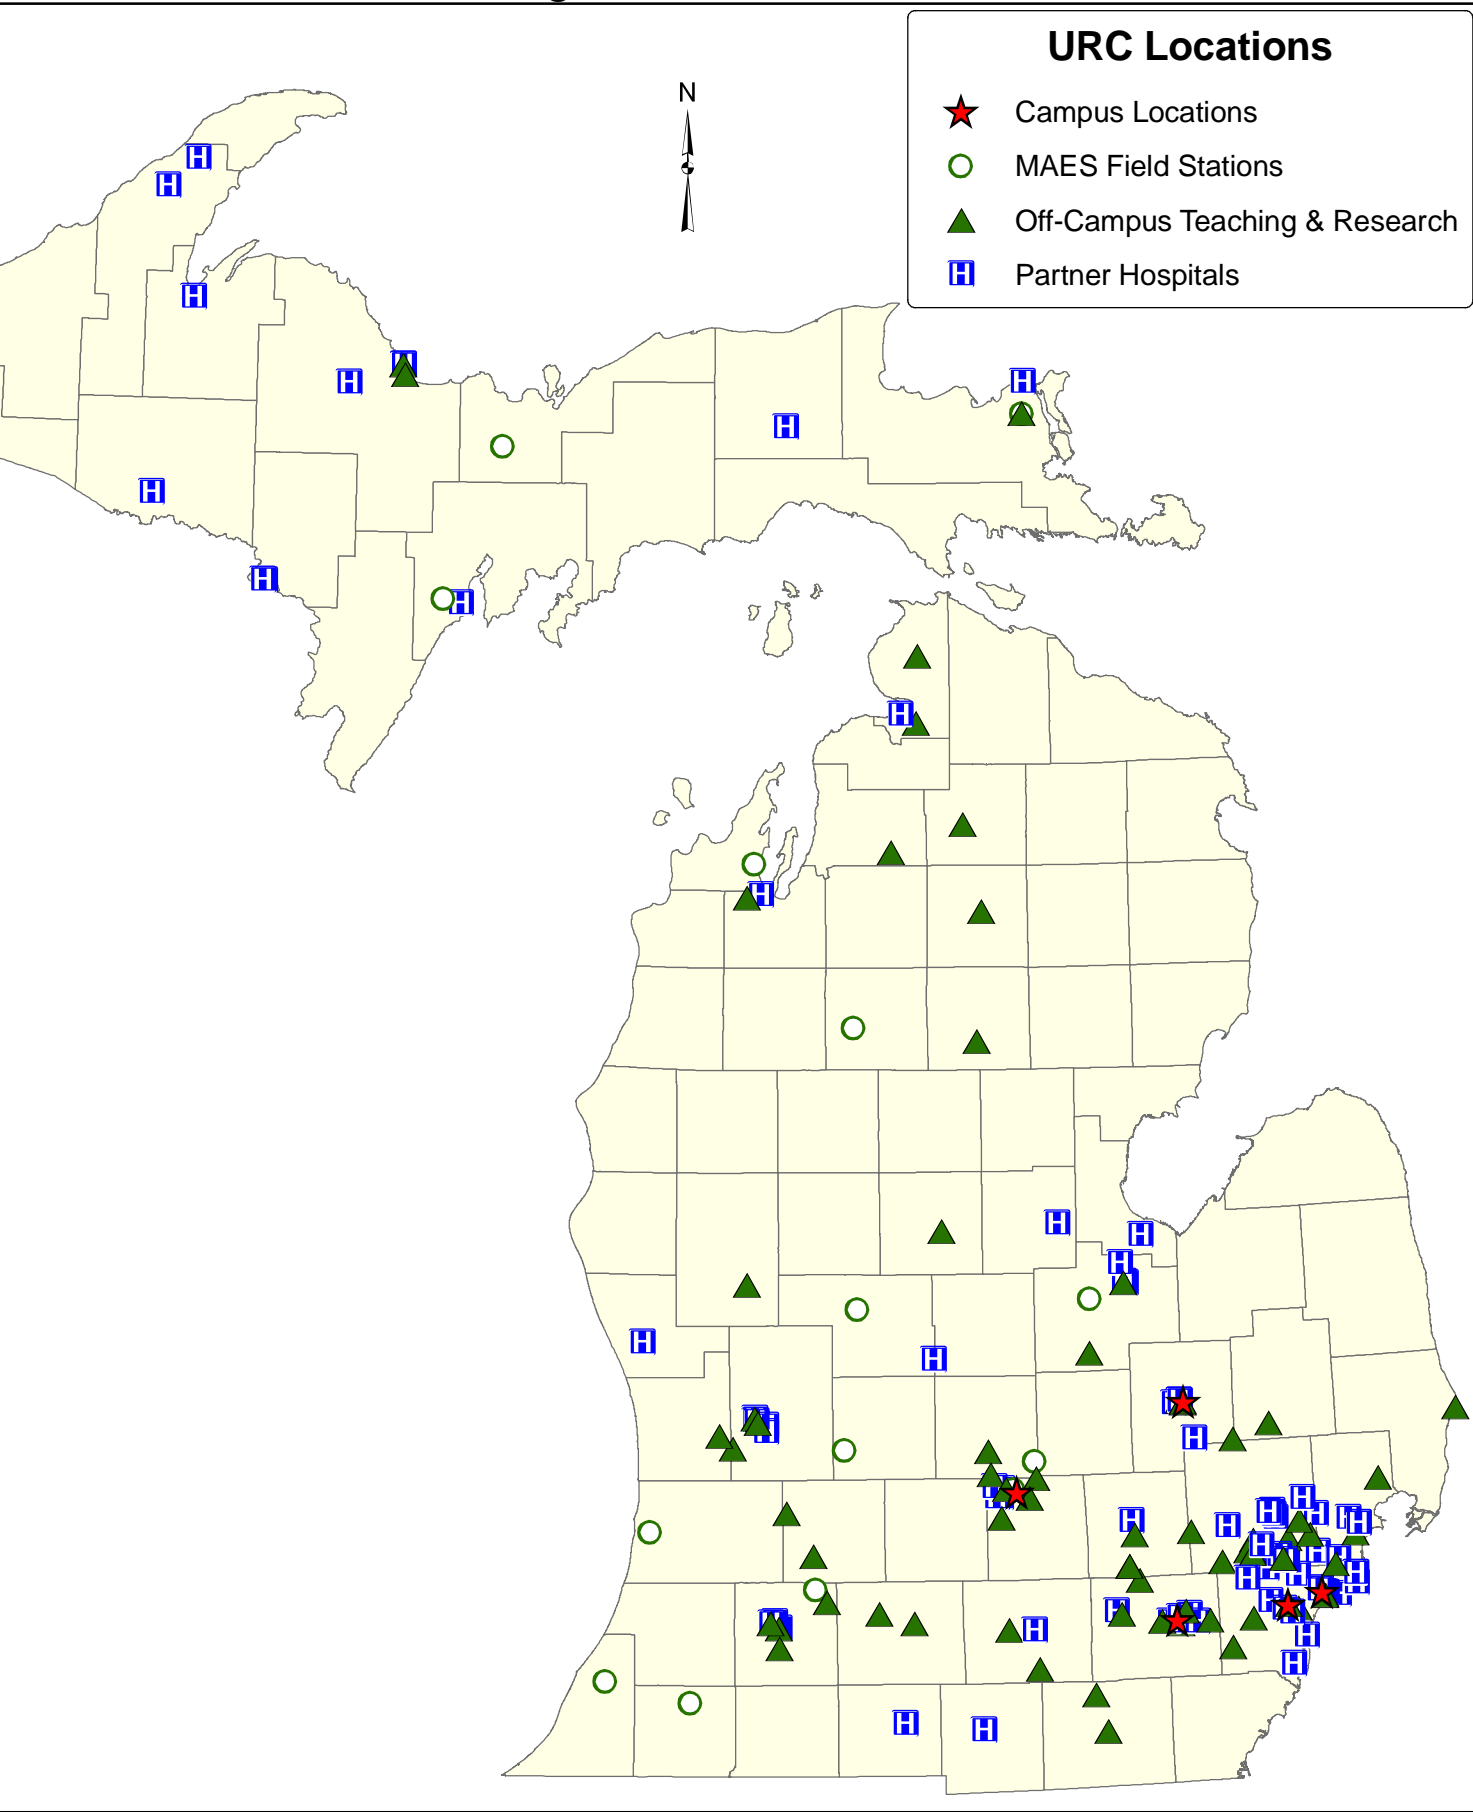 URC Locations
N
Campus Locations
MAES Field Stations
Off-Campus Teaching & Research
H Partner Hospitals